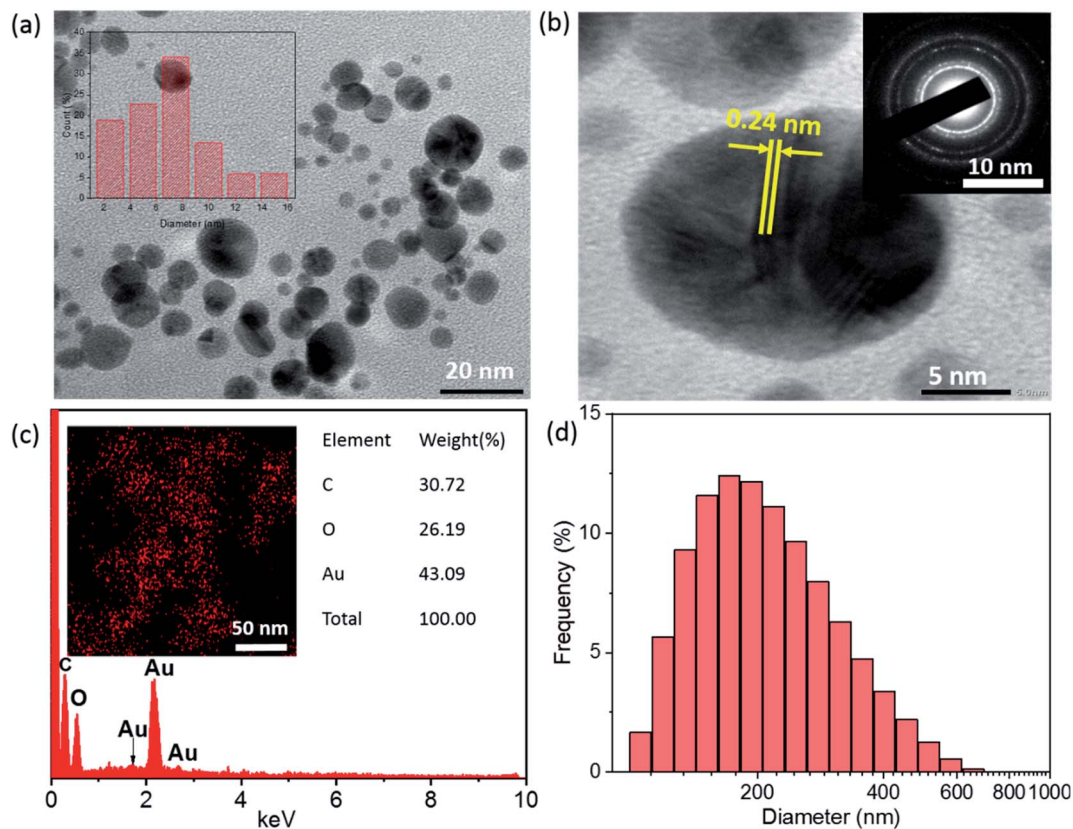 (a)
40
35
30
25
20
15
10
5
0
Count (%)
2 4 6 8 10 12 14 16
Diameter (nm)
20 nm
(b)
0.24 nm
10 nm
5 nm
5.0nm
(c)
Element Weight(%)
C 30.72
O 26.19
Au 43.09
Total 100.00
50 nm
C
O
Au
Au
Au
0 2 4 6 8 10
keV
(d)
15
10
5
0
Frequency (%)
200 400 600 800 1000
Diameter (nm)